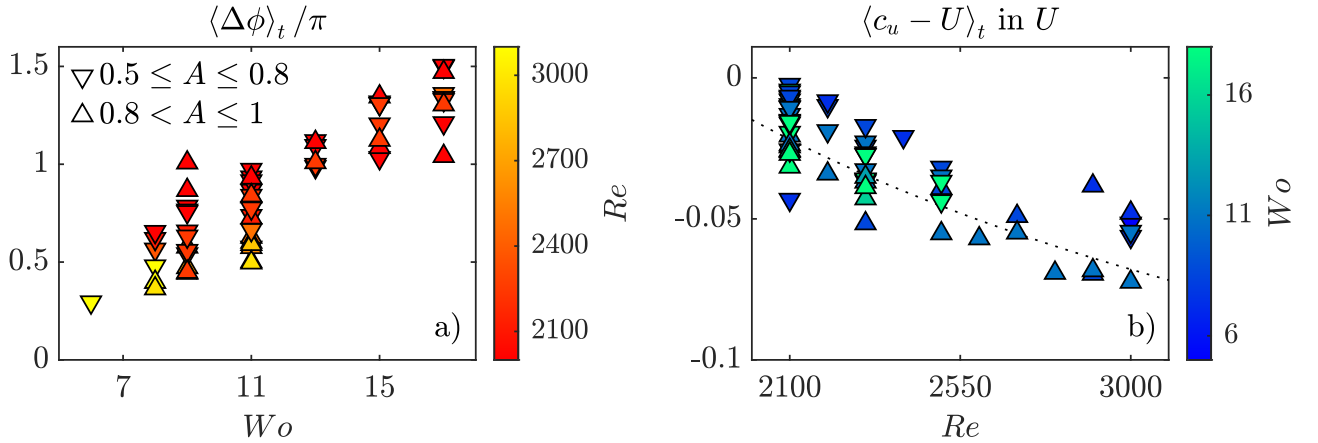 ⟨Δϕ⟩t /π
1.5
1
0.5
0
7
11
15
Wo
▽ 0.5 ≤ A ≤ 0.8
△ 0.8 < A ≤ 1
a)
3000
2700
2400
2100
Re
⟨cu − U⟩t in U
0
-0.05
-0.1
2100
2550
3000
Re
b)
16
11
6
Wo